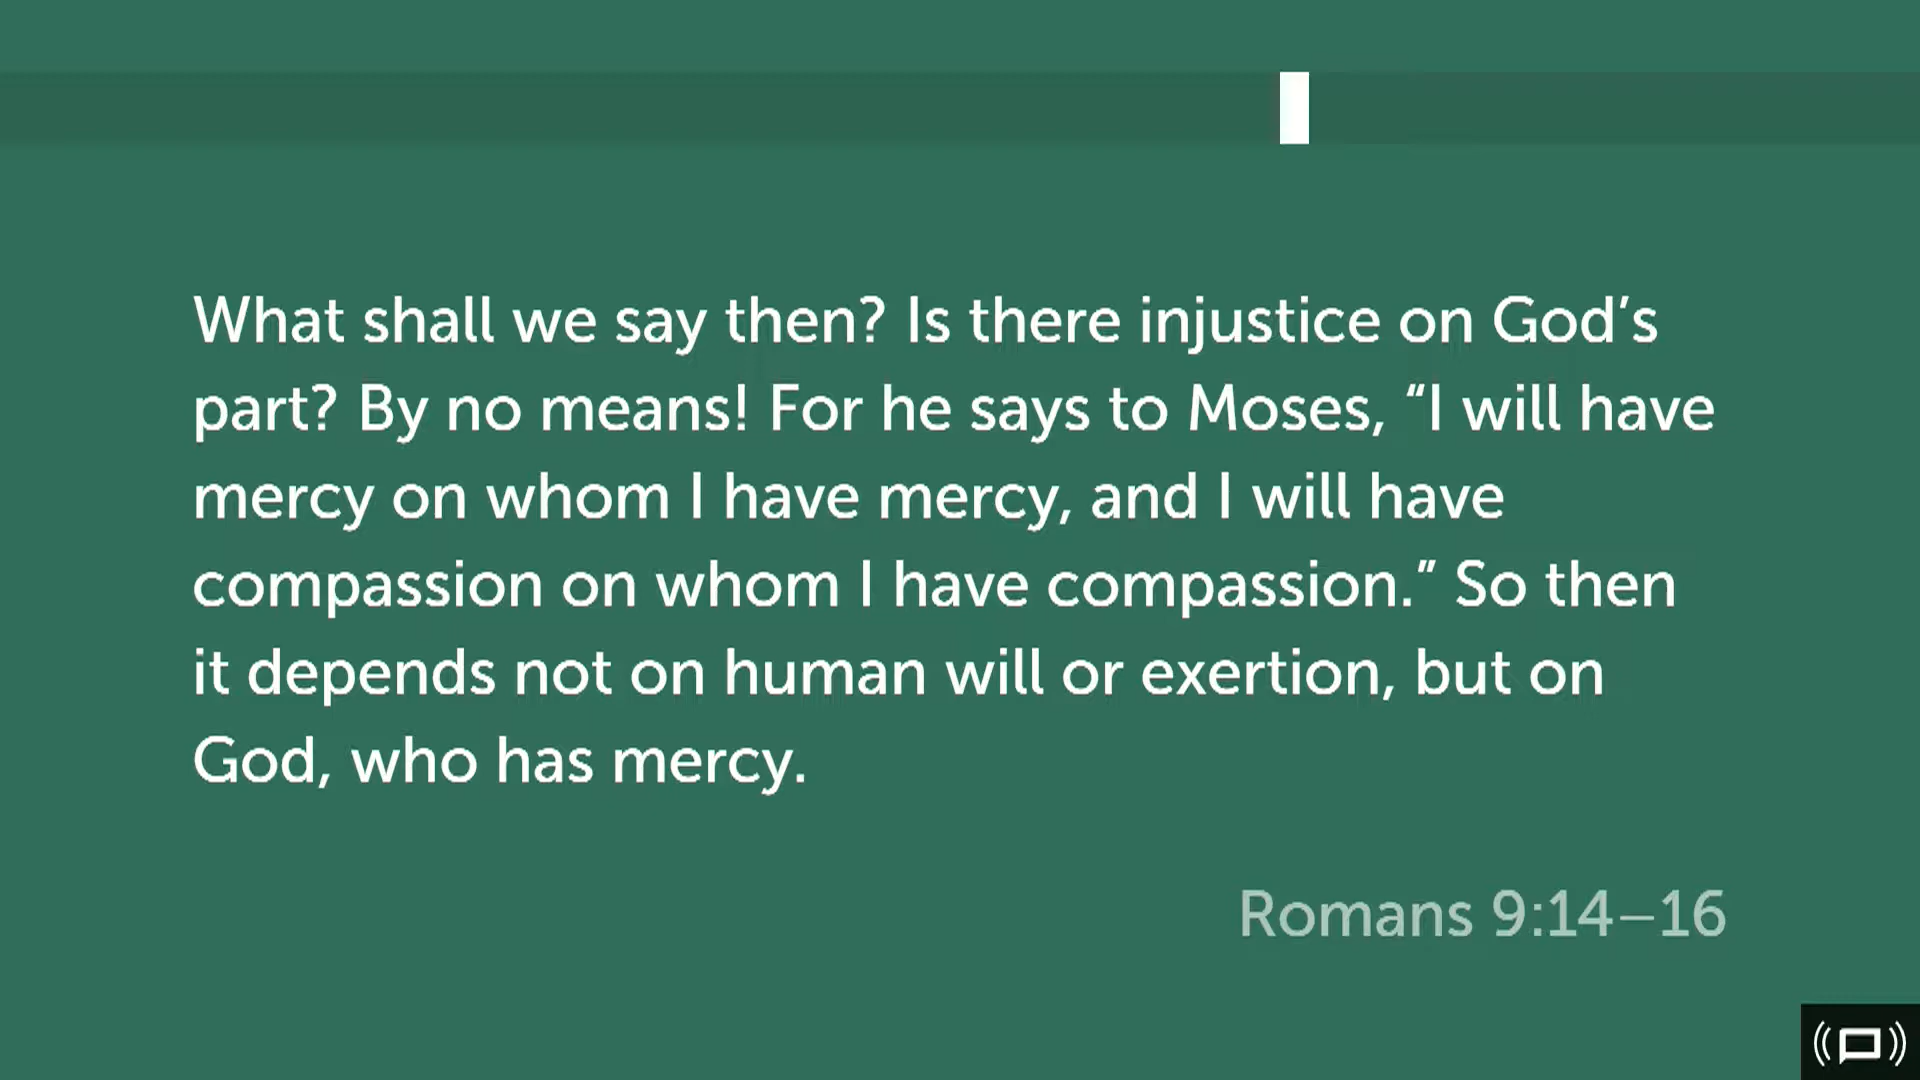 What shall we say then? Is there injustice on God’s
part? By no means! For he says to Moses, “I will have
mercy on whom I have mercy, and I will have
compassion on whom I have compassion.” So then
it depends not on human will or exertion, but on
God, who has mercy.
Romans 9:14–16